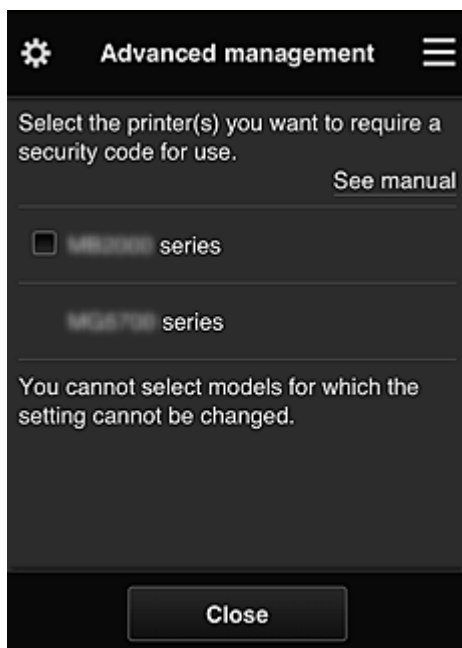 Advanced management
Select the printer(s) you want to require a
security code for use.
See manual
series
series
You cannot select models for which the
setting cannot be changed.
Close